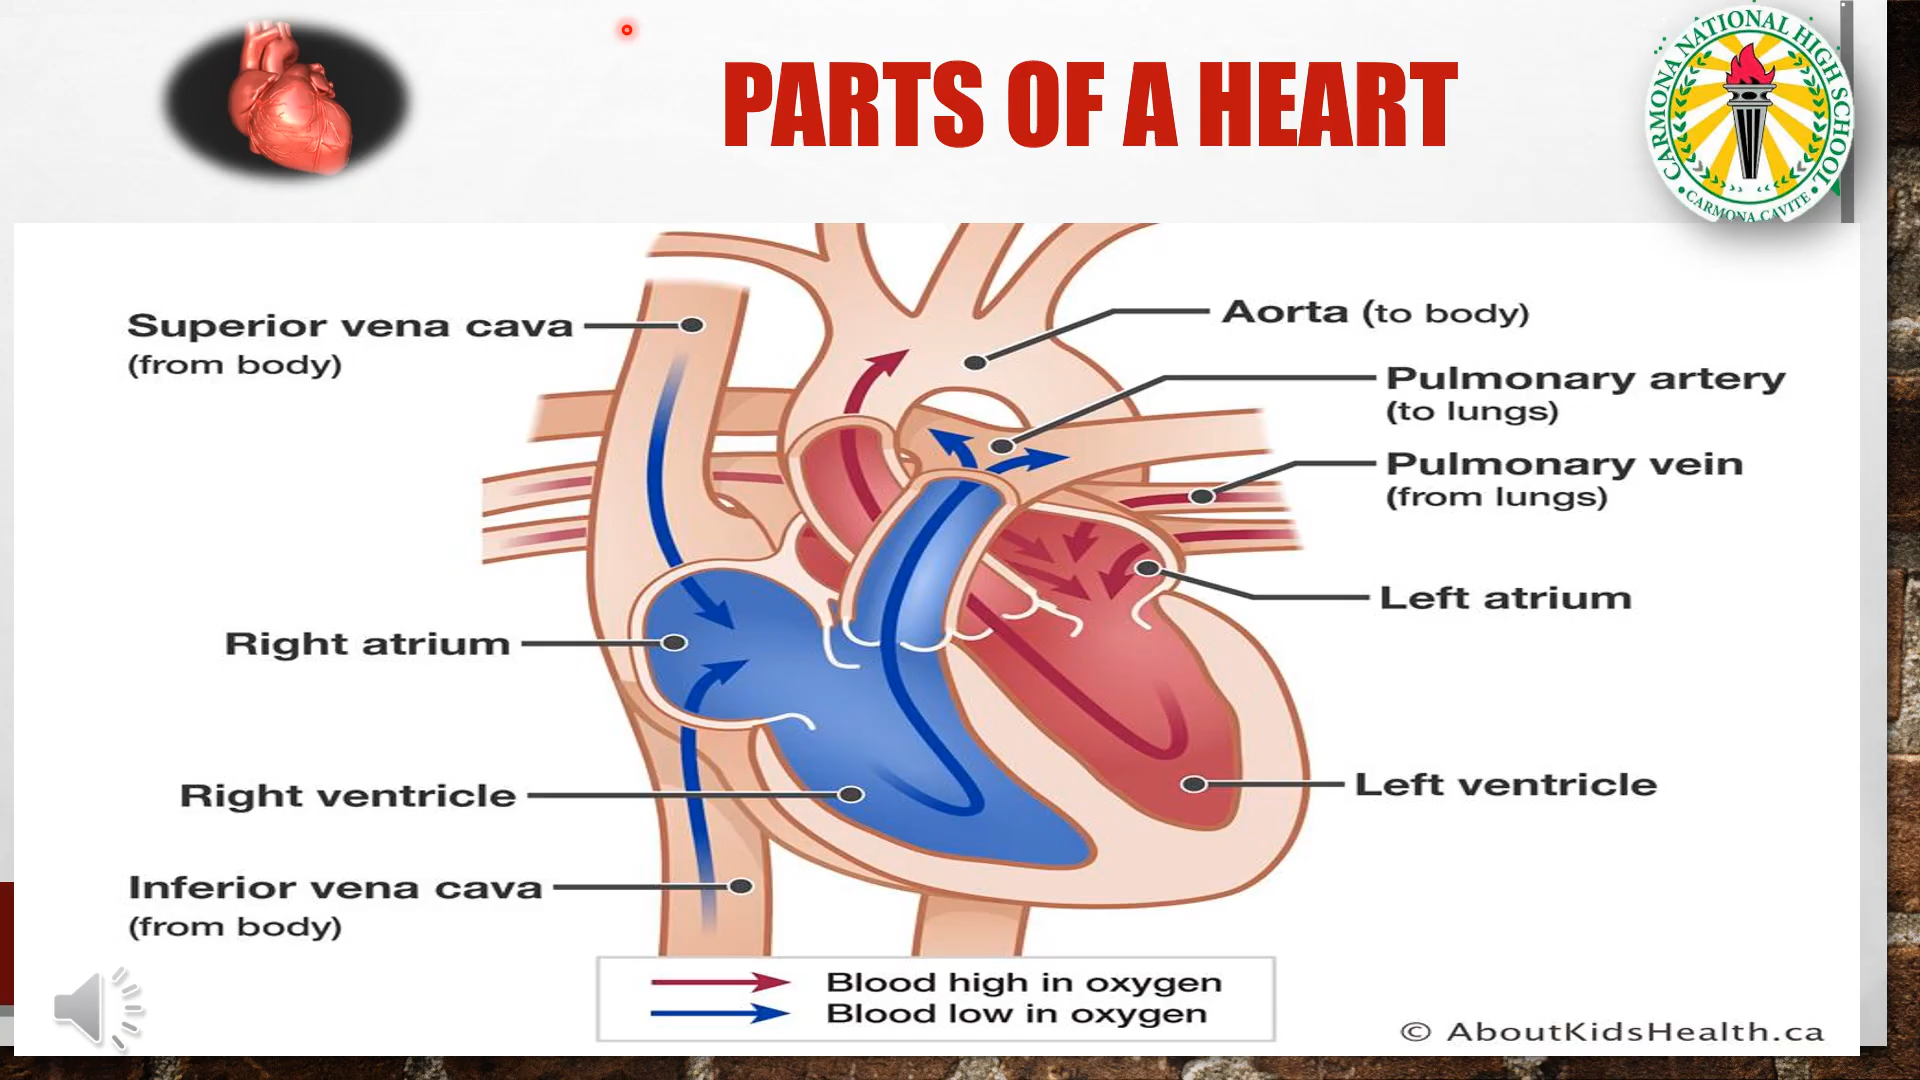 PARTS OF A HEART
CARMONA NATIONAL HIGH SCHOOL
CARMONA, CAVITE
Superior vena cava
(from body)
Aorta (to body)
Pulmonary artery
(to lungs)
Pulmonary vein
(from lungs)
Left atrium
Right atrium
Left ventricle
Right ventricle
Inferior vena cava
(from body)
Blood high in oxygen
Blood low in oxygen
© AboutKidsHealth.ca